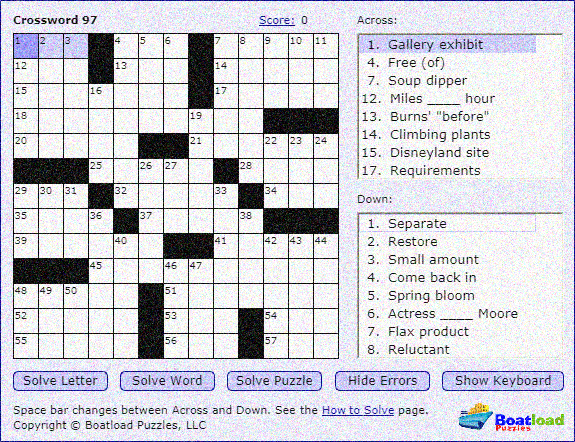 Crossword 97
Score: 0
1 2 3 4 5 6 7 8 9 10 11
12 13 14
15 16 17
18 19
20 21 22 23 24
25 26 27 28
29 30 31 32 33 34
35 36 37 38
39 40 41 42 43 44
45 46 47
48 49 50 51
52 53 54
55 56 57
Across:
1. Gallery exhibit
4. Free (of)
7. Soup dipper
12. Miles ____ hour
13. Burns' "before"
14. Climbing plants
15. Disneyland site
17. Requirements
Down:
1. Separate
2. Restore
3. Small amount
4. Come back in
5. Spring bloom
6. Actress ____ Moore
7. Flax product
8. Reluctant
Solve Letter Solve Word Solve Puzzle Hide Errors Show Keyboard
Space bar changes between Across and Down. See the How to Solve page.
Copyright © Boatload Puzzles, LLC
Boatload
Puzzles